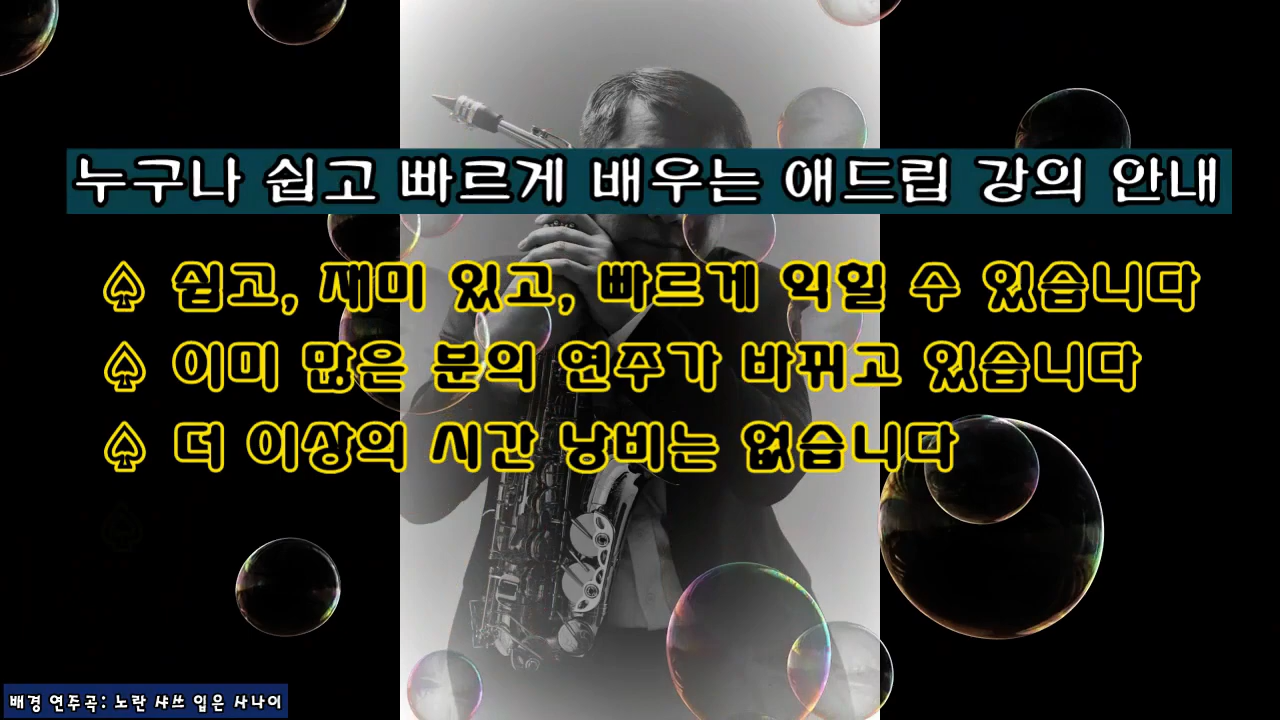 누구나 쉽고 빠르게 배우는 애드립 강의 안내
♤ 쉽고, 재미 있고, 빠르게 익힐 수 있습니다
♤ 이미 많은 분의 연주가 바뀌고 있습니다
♤ 더 이상의 시간 낭비는 없습니다
배경 연주곡: 노란 샤쓰 입은 사나이